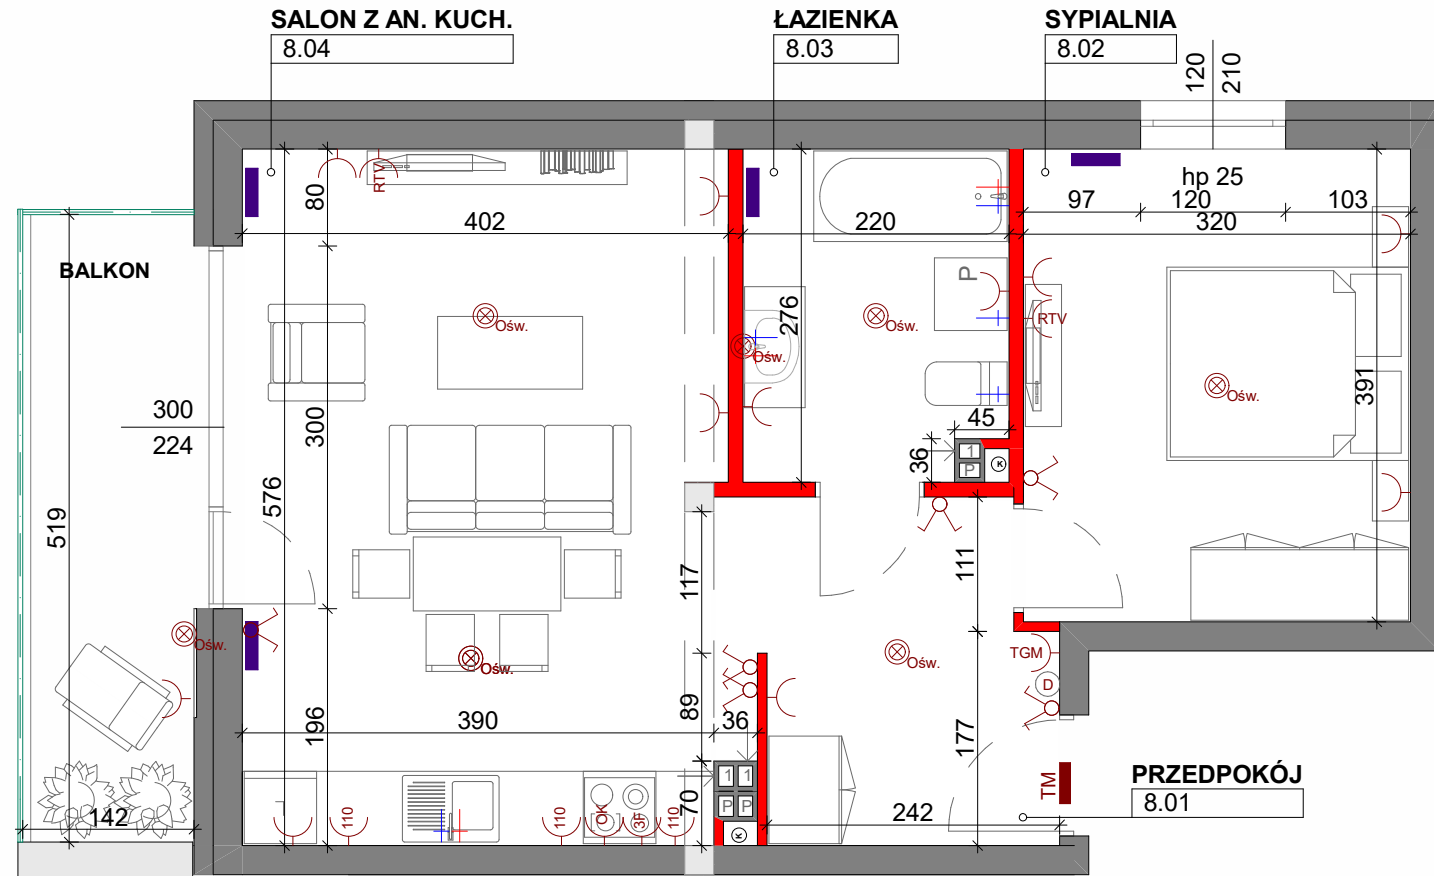 SALON Z AN. KUCH.
8.04
ŁAZIENKA
8.03
SYPIALNIA
8.02
120
210
hp 25
97
120
103
320
80
RTV
402
220
BALKON
276
P
RTV
Ośw.
Ośw.
Ośw.
Ośw.
391
300
224
300
576
45
36
1
P
K
519
117
111
Ośw.
Ośw.
Ośw.
TGM
D
196
390
89
36
177
142
110
110
OK
3F
110
70
1
1
P
P
K
242
TM
PRZEDPOKÓJ
8.01